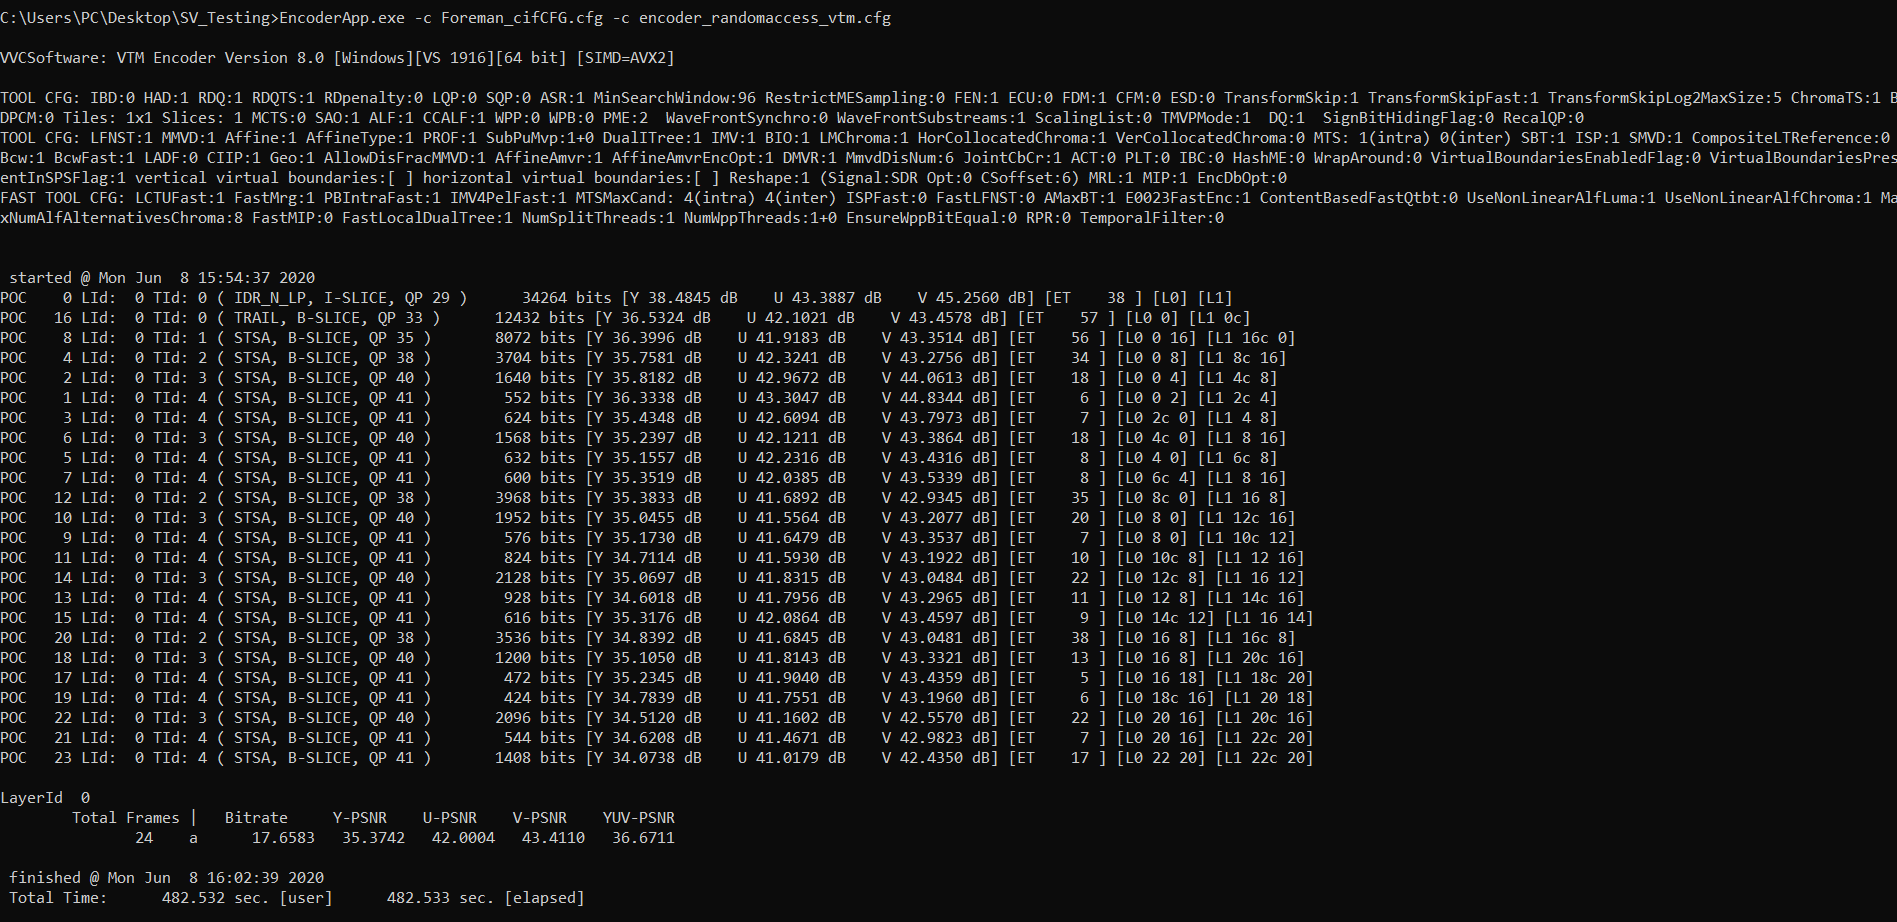 C:\Users\PC\Desktop\SV_Testing>EncoderApp.exe -c Foreman_cifCFG.cfg -c encoder_randomaccess_vtm.cfg
VVCSoftware: VTM Encoder Version 8.0 [Windows][VS 1916][64 bit] [SIMD=AVX2]
TOOL CFG: IBD:0 HAD:1 RDQ:1 RDQTS:1 RDpenalty:0 LQP:0 SQP:0 ASR:1 MinSearchWindow:96 RestrictMESampling:0 FEN:1 ECU:0 FDM:1 CFM:0 ESD:0 TransformSkip:1 TransformSkipFast:1 TransformSkipLog2MaxSize:5 ChromaTS:1 B
DPCM:0 Tiles: 1x1 Slices: 1 MCTS:0 SAO:1 ALF:1 CCALF:1 WPP:0 WPB:0 PME:2  WaveFrontSynchro:0 WaveFrontSubstreams:1 ScalingList:0 TMVPMode:1  DQ:1  SignBitHidingFlag:0 RecalQP:0
TOOL CFG: LFNST:1 MMVD:1 Affine:1 AffineType:1 PROF:1 SubPuMvp:1+0 DualITree:1 IMV:1 BIO:1 LMChroma:1 HorCollocatedChroma:1 VerCollocatedChroma:0 MTS: 1(intra) 0(inter) SBT:1 ISP:1 SMVD:1 CompositeLTReference:0
Bcw:1 BcwFast:1 LADF:0 CIIP:1 Geo:1 AllowDisFracMMVD:1 AffineAmvr:1 AffineAmvrEncOpt:1 DMVR:1 MmvdDisNum:6 JointCbCr:1 ACT:0 PLT:0 IBC:0 HashME:0 WrapAround:0 VirtualBoundariesEnabledFlag:0 VirtualBoundariesPres
entInSPSFlag:1 vertical virtual boundaries:[ ] horizontal virtual boundaries:[ ] Reshape:1 (Signal:SDR Opt:0 CSoffset:6) MRL:1 MIP:1 EncDbOpt:0
FAST TOOL CFG: LCTUFast:1 FastMrg:1 PBIntraFast:1 IMV4PelFast:1 MTSMaxCand: 4(intra) 4(inter) ISPFast:0 FastLFNST:0 AMaxBT:1 E0023FastEnc:1 ContentBasedFastQtbt:0 UseNonLinearAlfLuma:1 UseNonLinearAlfChroma:1 Ma
xNumAlfAlternativesChroma:8 FastMIP:0 FastLocalDualTree:1 NumSplitThreads:1 NumWppThreads:1+0 EnsureWppBitEqual:0 RPR:0 TemporalFilter:0
started @ Mon Jun  8 15:54:37 2020
POC    0 LId:  0 TId: 0 ( IDR_N_LP, I-SLICE, QP 29 )      34264 bits [Y 38.4845 dB    U 43.3887 dB    V 45.2560 dB] [ET    38 ] [L0] [L1]
POC   16 LId:  0 TId: 0 ( TRAIL, B-SLICE, QP 33 )      12432 bits [Y 36.5324 dB    U 42.1021 dB    V 43.4578 dB] [ET    57 ] [L0 0] [L1 0c]
POC    8 LId:  0 TId: 1 ( STSA, B-SLICE, QP 35 )       8072 bits [Y 36.3996 dB    U 41.9183 dB    V 43.3514 dB] [ET    56 ] [L0 0 16] [L1 16c 0]
POC    4 LId:  0 TId: 2 ( STSA, B-SLICE, QP 38 )       3704 bits [Y 35.7581 dB    U 42.3241 dB    V 43.2756 dB] [ET    34 ] [L0 0 8] [L1 8c 16]
POC    2 LId:  0 TId: 3 ( STSA, B-SLICE, QP 40 )       1640 bits [Y 35.8182 dB    U 42.9672 dB    V 44.0613 dB] [ET    18 ] [L0 0 4] [L1 4c 8]
POC    1 LId:  0 TId: 4 ( STSA, B-SLICE, QP 41 )        552 bits [Y 36.3338 dB    U 43.3047 dB    V 44.8344 dB] [ET     6 ] [L0 0 2] [L1 2c 4]
POC    3 LId:  0 TId: 4 ( STSA, B-SLICE, QP 41 )        624 bits [Y 35.4348 dB    U 42.6094 dB    V 43.7973 dB] [ET     7 ] [L0 2c 0] [L1 4 8]
POC    6 LId:  0 TId: 3 ( STSA, B-SLICE, QP 40 )       1568 bits [Y 35.2397 dB    U 42.1211 dB    V 43.3864 dB] [ET    18 ] [L0 4c 0] [L1 8 16]
POC    5 LId:  0 TId: 4 ( STSA, B-SLICE, QP 41 )        632 bits [Y 35.1557 dB    U 42.2316 dB    V 43.4316 dB] [ET     8 ] [L0 4 0] [L1 6c 8]
POC    7 LId:  0 TId: 4 ( STSA, B-SLICE, QP 41 )        600 bits [Y 35.3519 dB    U 42.0385 dB    V 43.5339 dB] [ET     8 ] [L0 6c 4] [L1 8 16]
POC   12 LId:  0 TId: 2 ( STSA, B-SLICE, QP 38 )       3968 bits [Y 35.3833 dB    U 41.6892 dB    V 42.9345 dB] [ET    35 ] [L0 8c 0] [L1 16 8]
POC   10 LId:  0 TId: 3 ( STSA, B-SLICE, QP 40 )       1952 bits [Y 35.0455 dB    U 41.5564 dB    V 43.2077 dB] [ET    20 ] [L0 8 0] [L1 12c 16]
POC    9 LId:  0 TId: 4 ( STSA, B-SLICE, QP 41 )        576 bits [Y 35.1730 dB    U 41.6479 dB    V 43.3537 dB] [ET     7 ] [L0 8 0] [L1 10c 12]
POC   11 LId:  0 TId: 4 ( STSA, B-SLICE, QP 41 )        824 bits [Y 34.7114 dB    U 41.5930 dB    V 43.1922 dB] [ET    10 ] [L0 10c 8] [L1 12 16]
POC   14 LId:  0 TId: 3 ( STSA, B-SLICE, QP 40 )       2128 bits [Y 35.0697 dB    U 41.8315 dB    V 43.0484 dB] [ET    22 ] [L0 12c 8] [L1 16 12]
POC   13 LId:  0 TId: 4 ( STSA, B-SLICE, QP 41 )        928 bits [Y 34.6018 dB    U 41.7956 dB    V 43.2965 dB] [ET    11 ] [L0 12 8] [L1 14c 16]
POC   15 LId:  0 TId: 4 ( STSA, B-SLICE, QP 41 )        616 bits [Y 35.3176 dB    U 42.0864 dB    V 43.4597 dB] [ET     9 ] [L0 14c 12] [L1 16 14]
POC   20 LId:  0 TId: 2 ( STSA, B-SLICE, QP 38 )       3536 bits [Y 34.8392 dB    U 41.6845 dB    V 43.0481 dB] [ET    38 ] [L0 16 8] [L1 16c 8]
POC   18 LId:  0 TId: 3 ( STSA, B-SLICE, QP 40 )       1200 bits [Y 35.1050 dB    U 41.8143 dB    V 43.3321 dB] [ET    13 ] [L0 16 8] [L1 20c 16]
POC   17 LId:  0 TId: 4 ( STSA, B-SLICE, QP 41 )        472 bits [Y 35.2345 dB    U 41.9040 dB    V 43.4359 dB] [ET     5 ] [L0 16 18] [L1 18c 20]
POC   19 LId:  0 TId: 4 ( STSA, B-SLICE, QP 41 )        424 bits [Y 34.7839 dB    U 41.7551 dB    V 43.1960 dB] [ET     6 ] [L0 18c 16] [L1 20 18]
POC   22 LId:  0 TId: 3 ( STSA, B-SLICE, QP 40 )       2096 bits [Y 34.5120 dB    U 41.1602 dB    V 42.5570 dB] [ET    22 ] [L0 20 16] [L1 20c 16]
POC   21 LId:  0 TId: 4 ( STSA, B-SLICE, QP 41 )        544 bits [Y 34.6208 dB    U 41.4671 dB    V 42.9823 dB] [ET     7 ] [L0 20 16] [L1 22c 20]
POC   23 LId:  0 TId: 4 ( STSA, B-SLICE, QP 41 )       1408 bits [Y 34.0738 dB    U 41.0179 dB    V 42.4350 dB] [ET    17 ] [L0 22 20] [L1 22c 20]
LayerId  0
Total Frames |   Bitrate     Y-PSNR    U-PSNR    V-PSNR    YUV-PSNR
24    a      17.6583   35.3742   42.0004   43.4110   36.6711
finished @ Mon Jun  8 16:02:39 2020
Total Time:      482.532 sec. [user]      482.533 sec. [elapsed]